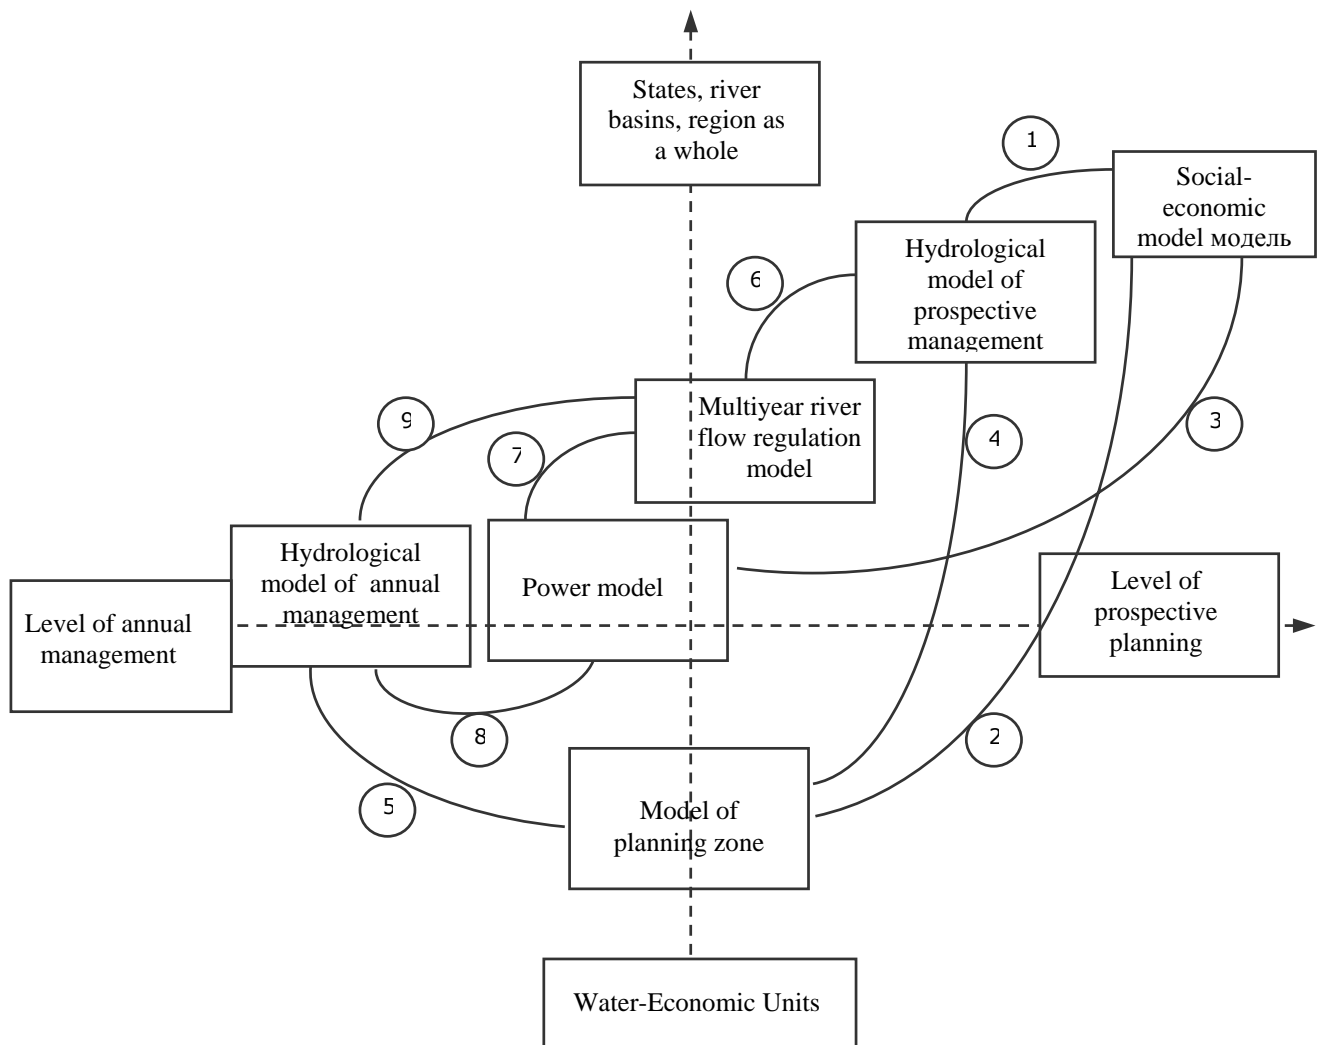 States, river
basins, region as
a whole
1
Social-
economic
model модель
Hydrological
model of
prospective
management
6
Multiyear river
flow regulation
model
9
7
4
3
Hydrological
model of annual
management
Power model
Level of annual
management
Level of
prospective
planning
8
2
5
Model of
planning zone
Water-Economic Units